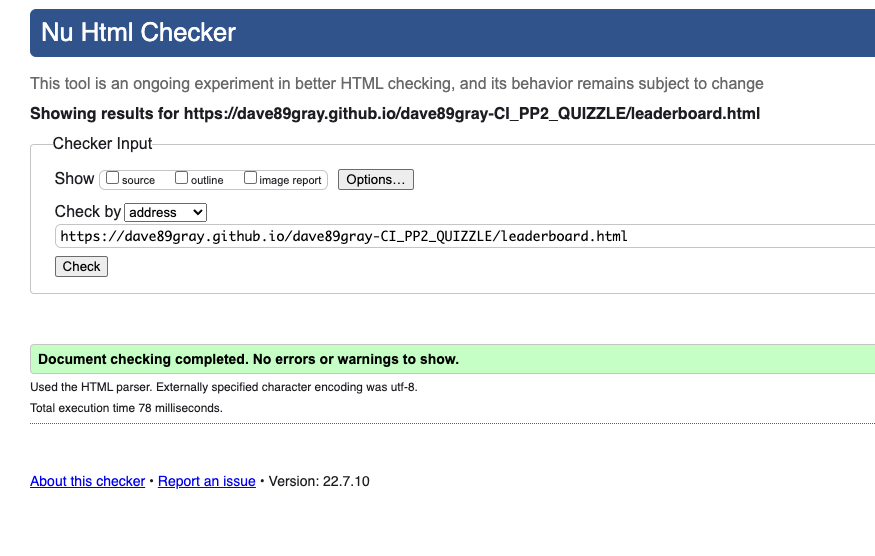 Nu Html Checker
This tool is an ongoing experiment in better HTML checking, and its behavior remains subject to change
Showing results for https://dave89gray.github.io/dave89gray-CI_PP2_QUIZZLE/leaderboard.html
Checker Input
Show source outline image report Options...
Check by address
https://dave89gray.github.io/dave89gray-CI_PP2_QUIZZLE/leaderboard.html
Check
Document checking completed. No errors or warnings to show.
Used the HTML parser. Externally specified character encoding was utf-8.
Total execution time 78 milliseconds.
About this checker • Report an issue • Version: 22.7.10